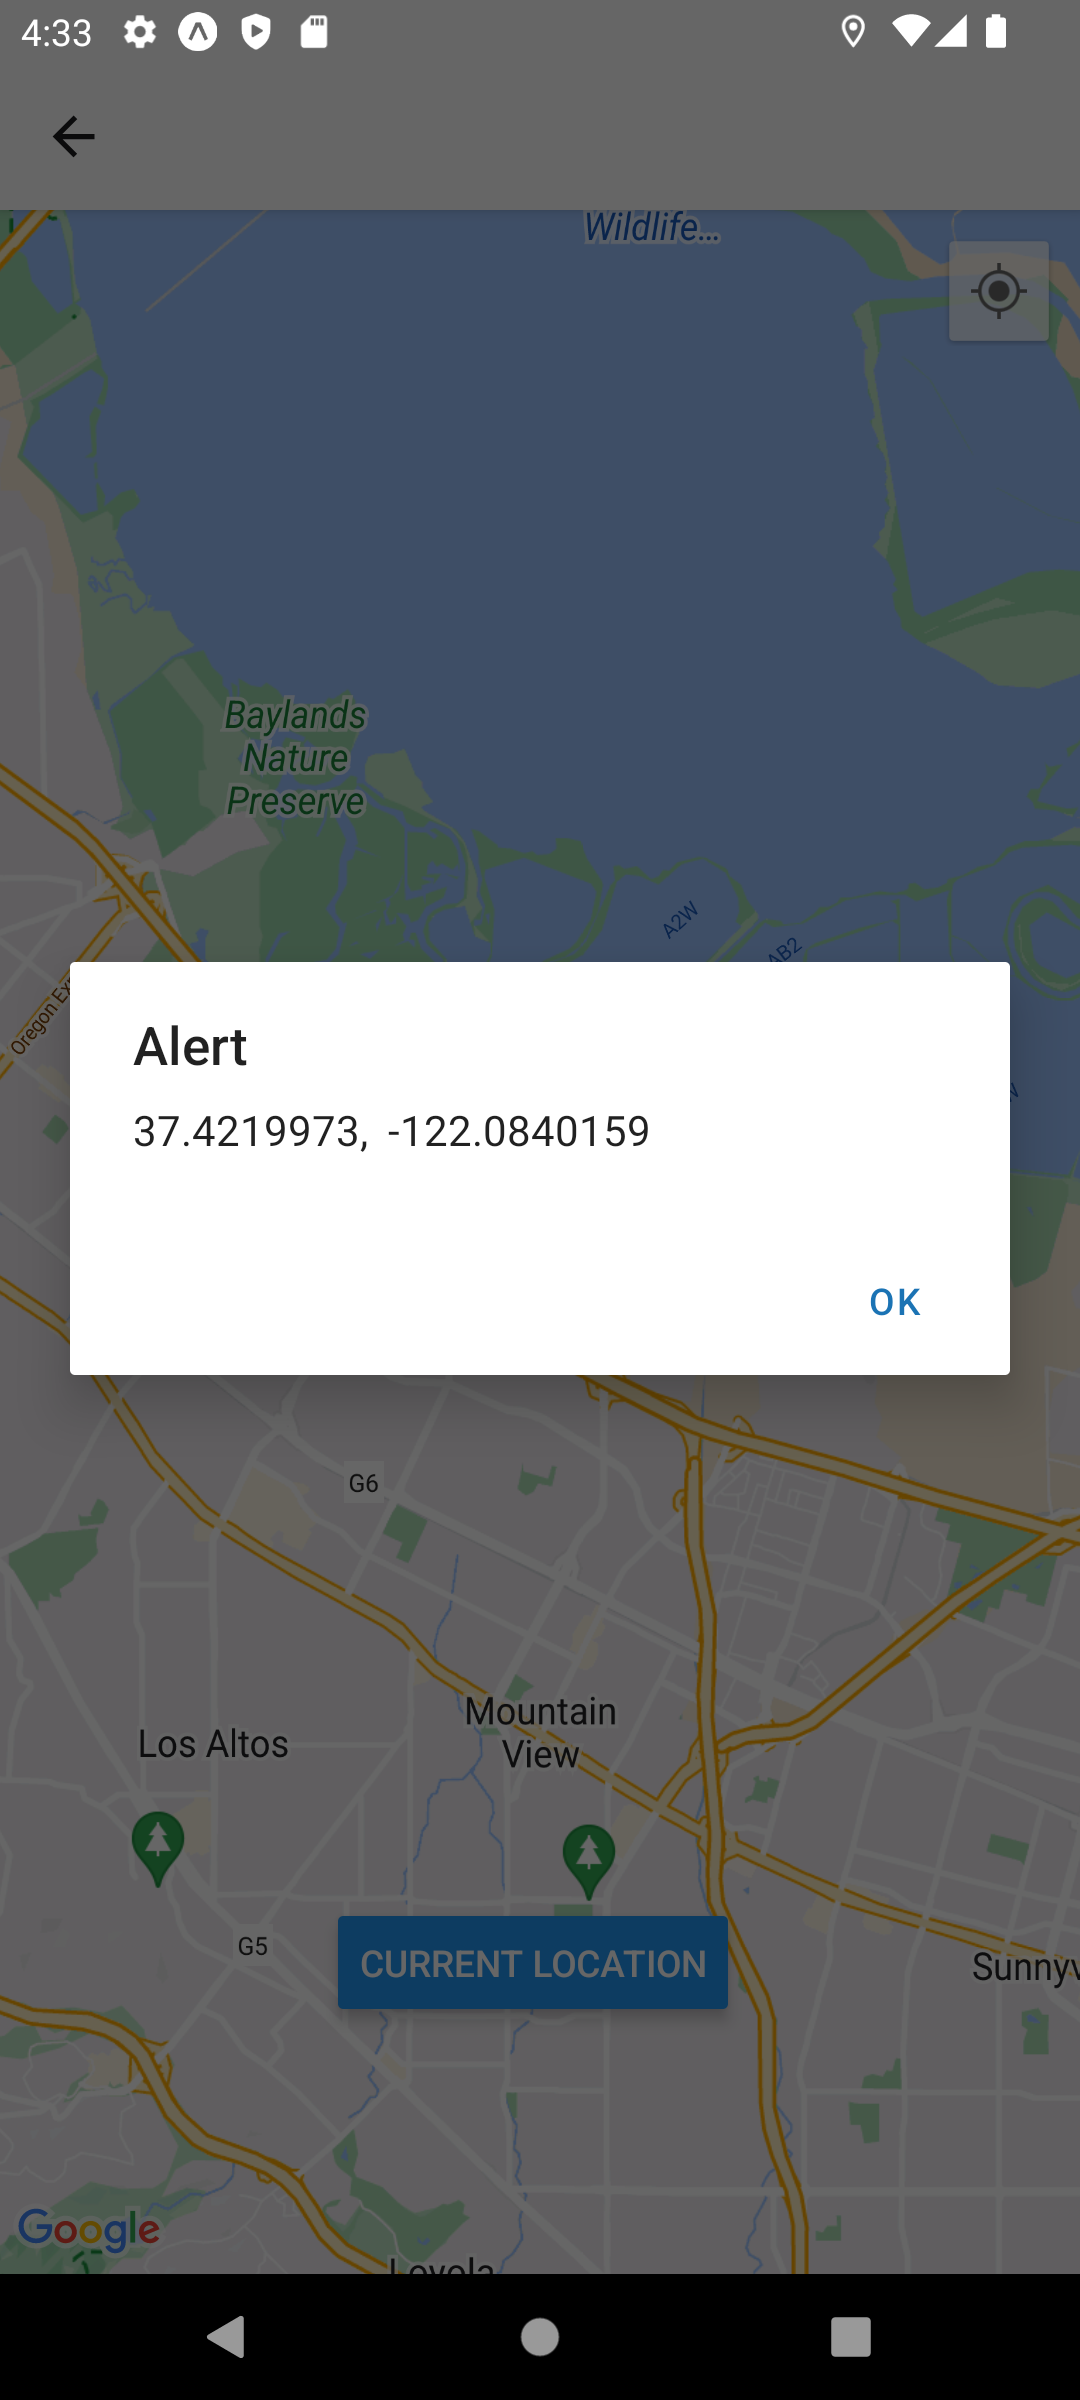 4:33
Wildlife…
Baylands
Nature
Preserve
A2W
AB2
Oregon Ex
Alert
37.4219973, -122.0840159
OK
G6
Mountain
View
Los Altos
G5
CURRENT LOCATION
Sunnyv
Google
Loyola